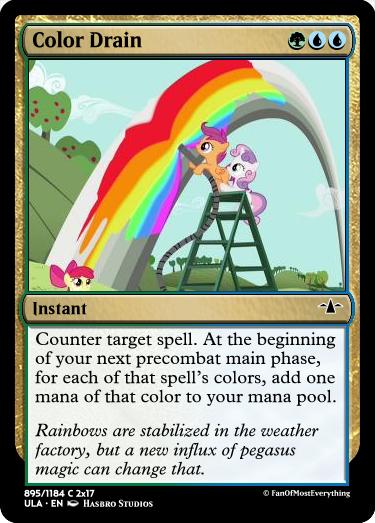 Color Drain
Instant
Counter target spell. At the beginning
of your next precombat main phase,
for each of that spell's colors, add one
mana of that color to your mana pool.
Rainbows are stabilized in the weather
factory, but a new influx of pegasus
magic can change that.
895/1184 C 2x17
ULA • EN Hasbro Studios
© FanOfMostEverything